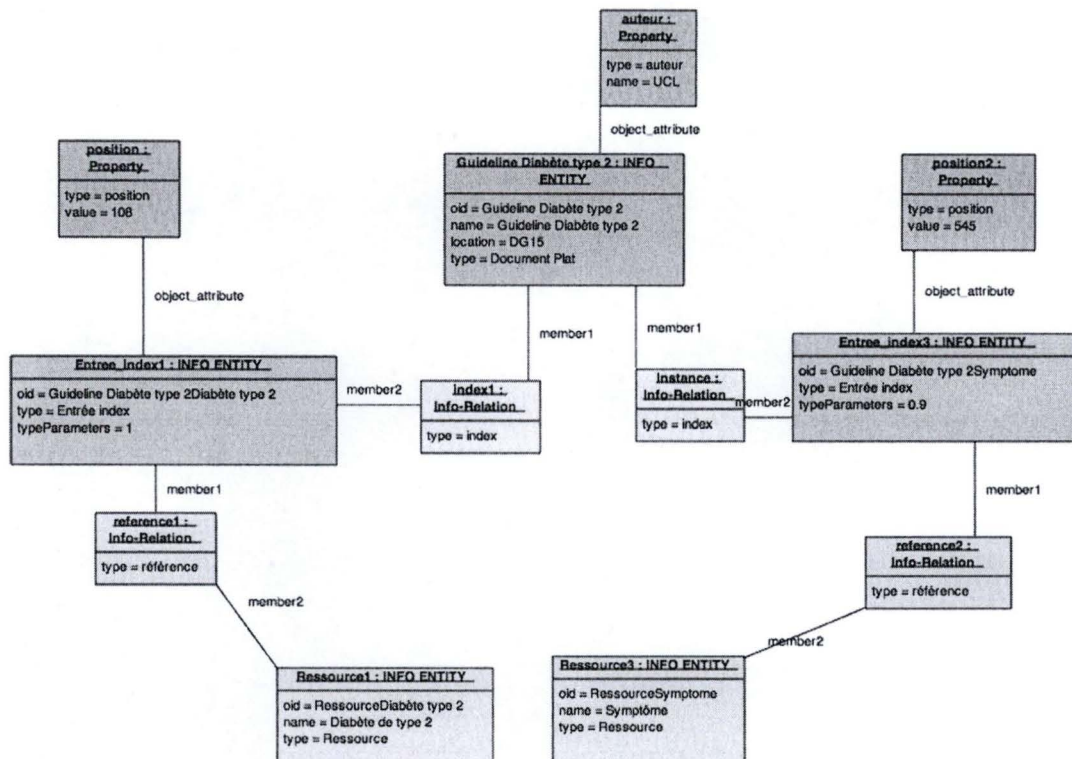 auteur :
Property
type = auteur
name = UCL
object_attribute
position :
Property
type = position
value = 108
object_attribute
Guideline Diabète type 2 : INFO
ENTITY
oid = Guideline Diabète type 2
name = Guideline Diabète type 2
location = DG15
type = Document Plat
position2 :
Property
type = position
value = 545
object_attribute
member1
member1
Entree_index1 : INFO ENTITY
oid = Guideline Diabète type 2Diabète type 2
type = Entrée index
typeParameters = 1
member2
index1 :
Info-Relation
type = index
instance :
Info-Relation
type = index
member2
Entree_index3 : INFO ENTITY
oid = Guideline Diabète type 2Symptome
type = Entrée index
typeParameters = 0.9
member1
reference1 :
Info-Relation
type = référence
member2
member1
reference2 :
Info-Relation
type = référence
member2
Ressource1 : INFO ENTITY
oid = RessourceDiabète type 2
name = Diabète de type 2
type = Ressource
Ressource3 : INFO ENTITY
oid = RessourceSymptome
name = Symptôme
type = Ressource